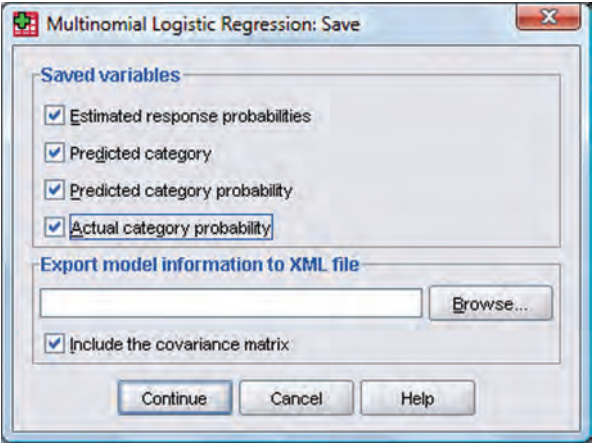 Multinomial Logistic Regression: Save
Saved variables
Estimated response probabilities
Predicted category
Predicted category probability
Actual category probability
Export model information to XML file
Browse...
Include the covariance matrix
Continue Cancel Help